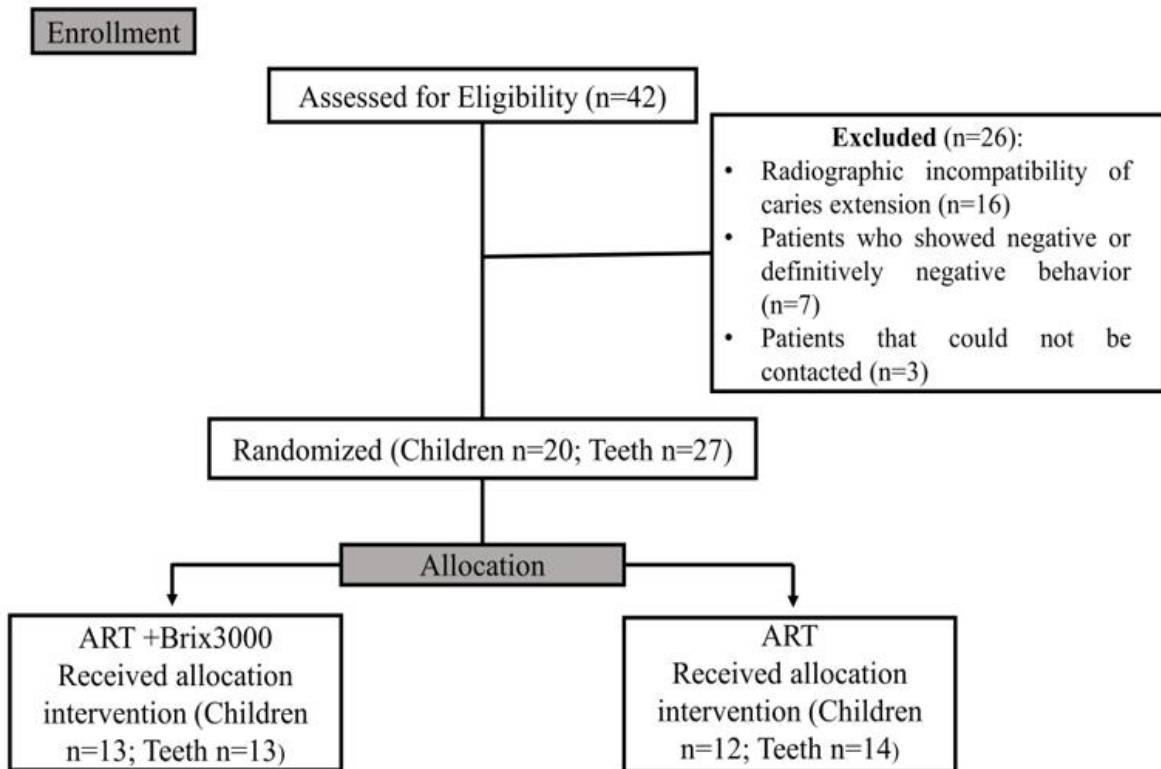 Enrollment
Assessed for Eligibility (n=42)
Excluded (n=26):
• Radiographic incompatibility of
caries extension (n=16)
• Patients who showed negative or
definitively negative behavior
(n=7)
• Patients that could not be
contacted (n=3)
Randomized (Children n=20; Teeth n=27)
Allocation
ART +Brix3000
Received allocation
intervention (Children
n=13; Teeth n=13)
ART
Received allocation
intervention (Children
n=12; Teeth n=14)